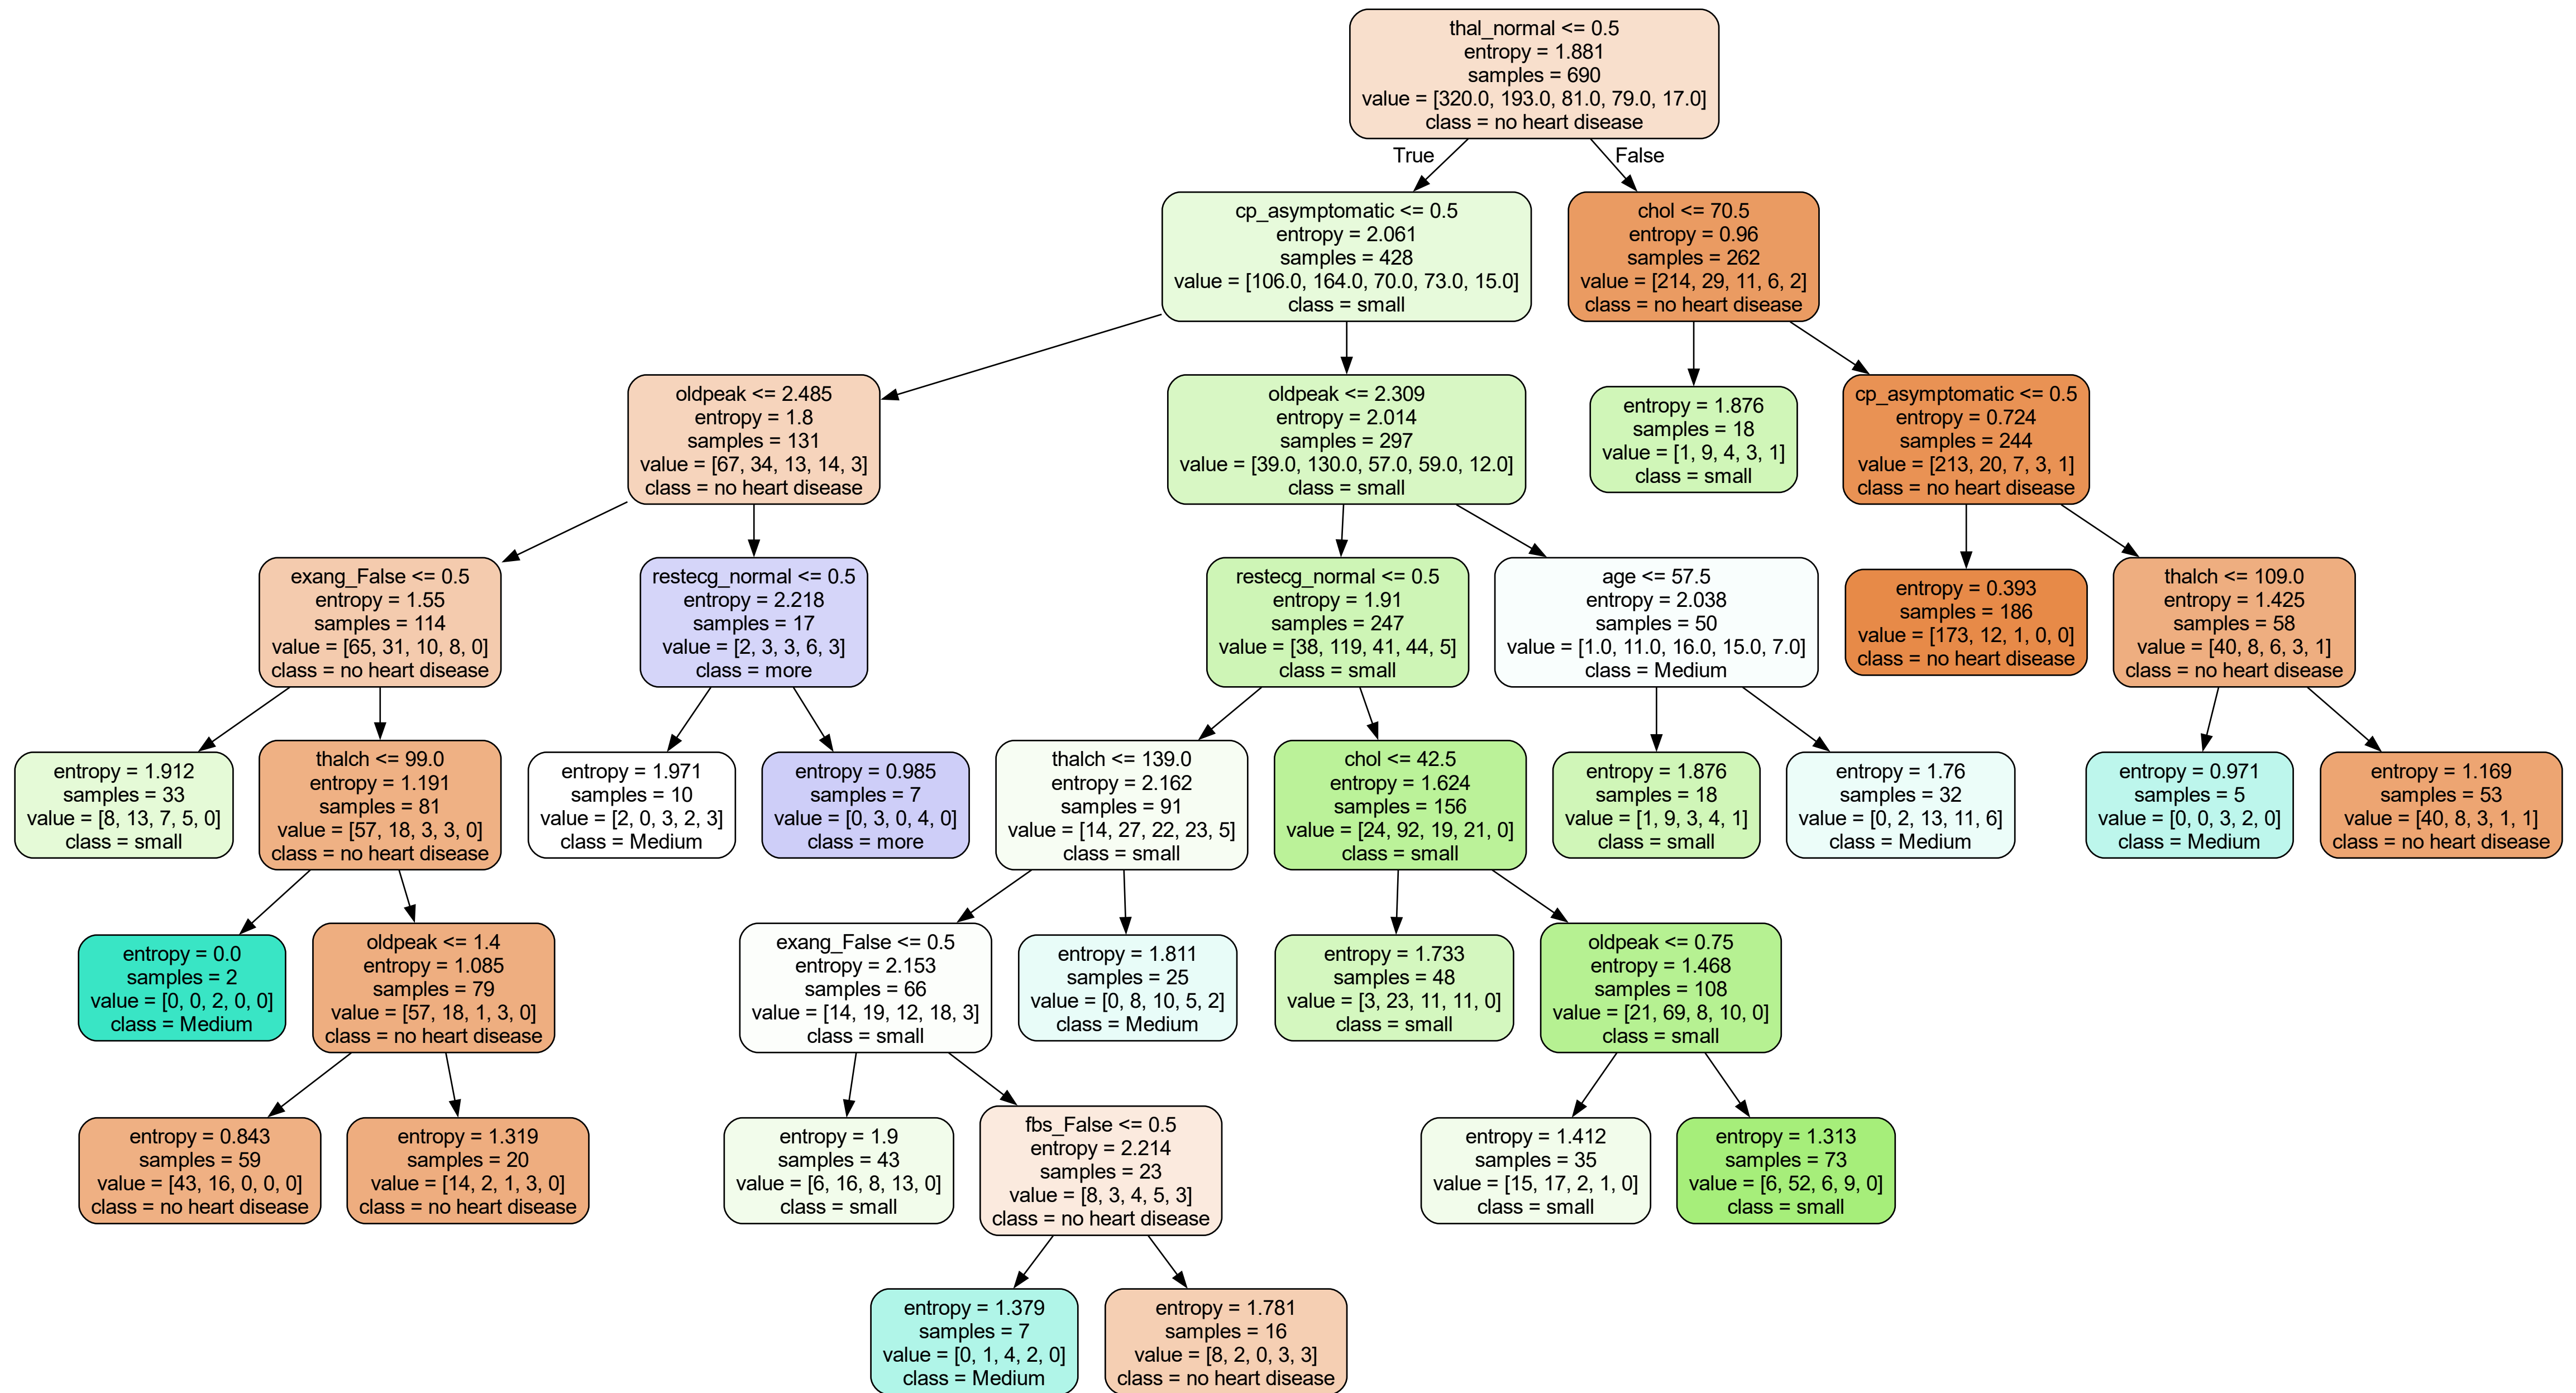 thal_normal <= 0.5
entropy = 1.881
samples = 690
value = [320.0, 193.0, 81.0, 79.0, 17.0]
class = no heart disease
True
False
cp_asymptomatic <= 0.5
entropy = 2.061
samples = 428
value = [106.0, 164.0, 70.0, 73.0, 15.0]
class = small
chol <= 70.5
entropy = 0.96
samples = 262
value = [214, 29, 11, 6, 2]
class = no heart disease
oldpeak <= 2.485
entropy = 1.8
samples = 131
value = [67, 34, 13, 14, 3]
class = no heart disease
oldpeak <= 2.309
entropy = 2.014
samples = 297
value = [39.0, 130.0, 57.0, 59.0, 12.0]
class = small
entropy = 1.876
samples = 18
value = [1, 9, 4, 3, 1]
class = small
cp_asymptomatic <= 0.5
entropy = 0.724
samples = 244
value = [213, 20, 7, 3, 1]
class = no heart disease
exang_False <= 0.5
entropy = 1.55
samples = 114
value = [65, 31, 10, 8, 0]
class = no heart disease
restecg_normal <= 0.5
entropy = 2.218
samples = 17
value = [2, 3, 3, 6, 3]
class = more
restecg_normal <= 0.5
entropy = 1.91
samples = 247
value = [38, 119, 41, 44, 5]
class = small
age <= 57.5
entropy = 2.038
samples = 50
value = [1.0, 11.0, 16.0, 15.0, 7.0]
class = Medium
entropy = 0.393
samples = 186
value = [173, 12, 1, 0, 0]
class = no heart disease
thalch <= 109.0
entropy = 1.425
samples = 58
value = [40, 8, 6, 3, 1]
class = no heart disease
entropy = 1.912
samples = 33
value = [8, 13, 7, 5, 0]
class = small
thalch <= 99.0
entropy = 1.191
samples = 81
value = [57, 18, 3, 3, 0]
class = no heart disease
entropy = 1.971
samples = 10
value = [2, 0, 3, 2, 3]
class = Medium
entropy = 0.985
samples = 7
value = [0, 3, 0, 4, 0]
class = more
thalch <= 139.0
entropy = 2.162
samples = 91
value = [14, 27, 22, 23, 5]
class = small
chol <= 42.5
entropy = 1.624
samples = 156
value = [24, 92, 19, 21, 0]
class = small
entropy = 1.876
samples = 18
value = [1, 9, 3, 4, 1]
class = small
entropy = 1.76
samples = 32
value = [0, 2, 13, 11, 6]
class = Medium
entropy = 0.971
samples = 5
value = [0, 0, 3, 2, 0]
class = Medium
entropy = 1.169
samples = 53
value = [40, 8, 3, 1, 1]
class = no heart disease
entropy = 0.0
samples = 2
value = [0, 0, 2, 0, 0]
class = Medium
oldpeak <= 1.4
entropy = 1.085
samples = 79
value = [57, 18, 1, 3, 0]
class = no heart disease
exang_False <= 0.5
entropy = 2.153
samples = 66
value = [14, 19, 12, 18, 3]
class = small
entropy = 1.811
samples = 25
value = [0, 8, 10, 5, 2]
class = Medium
entropy = 1.733
samples = 48
value = [3, 23, 11, 11, 0]
class = small
oldpeak <= 0.75
entropy = 1.468
samples = 108
value = [21, 69, 8, 10, 0]
class = small
entropy = 0.843
samples = 59
value = [43, 16, 0, 0, 0]
class = no heart disease
entropy = 1.319
samples = 20
value = [14, 2, 1, 3, 0]
class = no heart disease
entropy = 1.9
samples = 43
value = [6, 16, 8, 13, 0]
class = small
fbs_False <= 0.5
entropy = 2.214
samples = 23
value = [8, 3, 4, 5, 3]
class = no heart disease
entropy = 1.412
samples = 35
value = [15, 17, 2, 1, 0]
class = small
entropy = 1.313
samples = 73
value = [6, 52, 6, 9, 0]
class = small
entropy = 1.379
samples = 7
value = [0, 1, 4, 2, 0]
class = Medium
entropy = 1.781
samples = 16
value = [8, 2, 0, 3, 3]
class = no heart disease